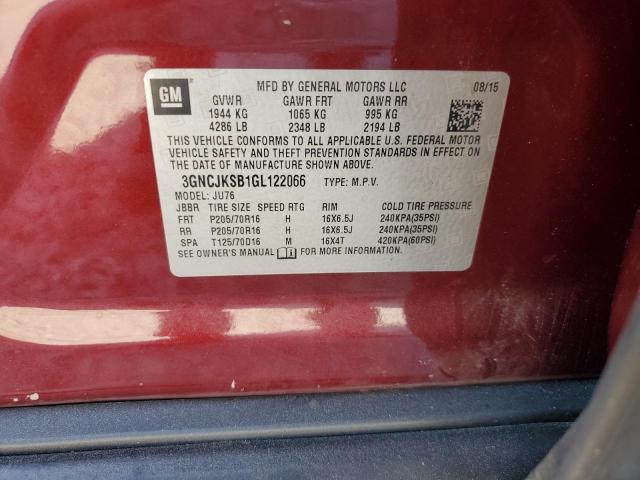 GM
MFD BY GENERAL MOTORS LLC 08/15
GVWR GAWR FRT GAWR RR
1944 KG 1065 KG 995 KG
4286 LB 2348 LB 2194 LB
THIS VEHICLE CONFORMS TO ALL APPLICABLE U.S. FEDERAL MOTOR
VEHICLE SAFETY AND THEFT PREVENTION STANDARDS IN EFFECT ON
THE DATE OF MANUFACTURE SHOWN ABOVE.
3GNCJKSB1GL122066 TYPE: M.P.V.
MODEL: JU76
JBBR TIRE SIZE SPEED RTG RIM COLD TIRE PRESSURE
FRT P205/70R16 H 16X6.5J 240KPA(35PSI)
RR P205/70R16 H 16X6.5J 240KPA(35PSI)
SPA T125/70D16 M 16X4T 420KPA(60PSI)
SEE OWNER'S MANUAL FOR MORE INFORMATION.